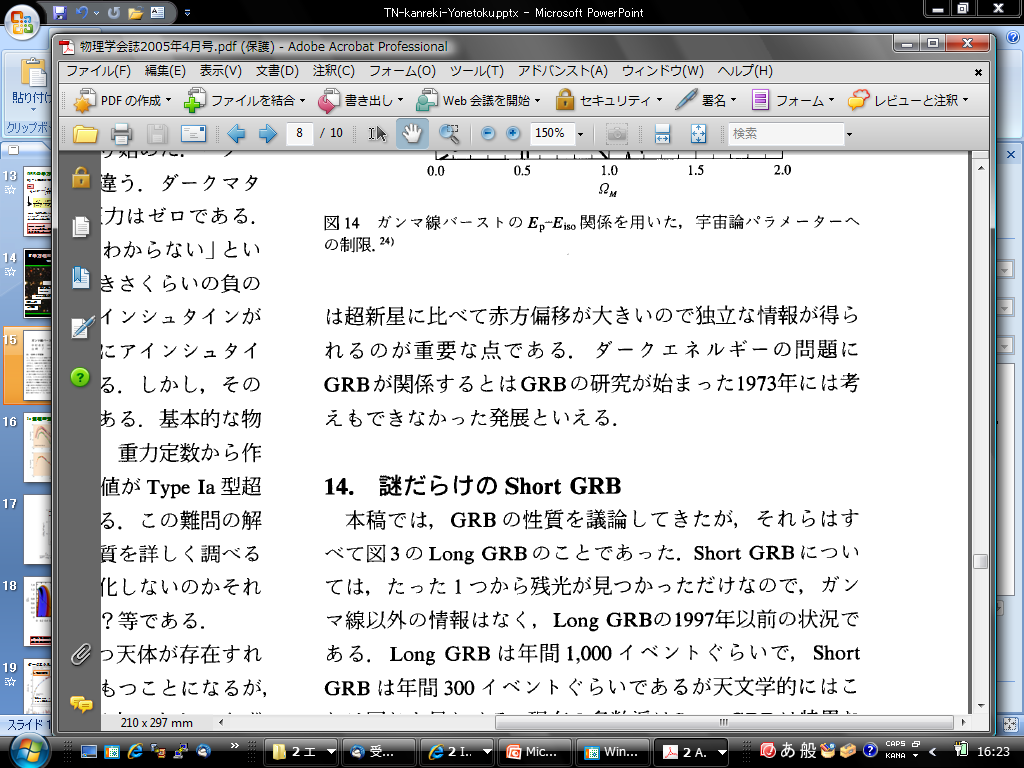 TN-kanreki-Yonetoku.pptx - Microsoft PowerPoint
物理学会誌2005年4月号.pdf (保護) - Adobe Acrobat Professional
ファイル(F) 編集(E) 表示(V) 文書(D) 注釈(C) フォーム(O) ツール(T) アドバンスト(A) ウィンドウ(W) ヘルプ(H)
PDF の作成 ファイルを結合 書き出し Web 会議を開始 セキュリティ 署名 フォーム レビューと注釈
8 / 10 150% 検索
貼り付け
クリップボ
13
14
15
16
17
18
19
スライド 1
違う．ダークマタ
力はゼロである．
わからない」とい
きさくらいの負の
インシュタインが
にアインシュタイ
る．しかし，その
ある．基本的な物
重力定数から作
値が Type Ia 型超
る．この難問の解
質を詳しく調べる
化しないのかそれ
？等である．
つ天体が存在すれ
もつことになるが，
0.0 0.5 1.0 1.5 2.0
Ω_M
図 14 ガンマ線バーストの Ep–Eiso 関係を用いた，宇宙論パラメーターへ
の制限．24)
は超新星に比べて赤方偏移が大きいので独立な情報が得ら
れるのが重要な点である．ダークエネルギーの問題に
GRBが関係するとはGRBの研究が始まった1973年には考
えもできなかった発展といえる．
14. 謎だらけの Short GRB
本稿では，GRB の性質を議論してきたが，それらはす
べて図 3 の Long GRB のことであった．Short GRB につい
ては，たった 1 つから残光が見つかっただけなので，ガン
マ線以外の情報はなく，Long GRBの1997年以前の状況で
ある．Long GRB は年間 1,000 イベントぐらいで，Short
GRB は年間 300 イベントぐらいであるが天文学的にはこ
210 x 297 mm
2 エ 受... 2 I. Mic... Win... 2 A. あ 般 CAPS KANA 16:23